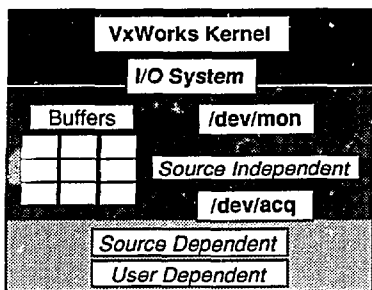 VxWorks Kernel
I/O System
Buffers
/dev/mon
Source Independent
/dev/acq
Source Dependent
User Dependent